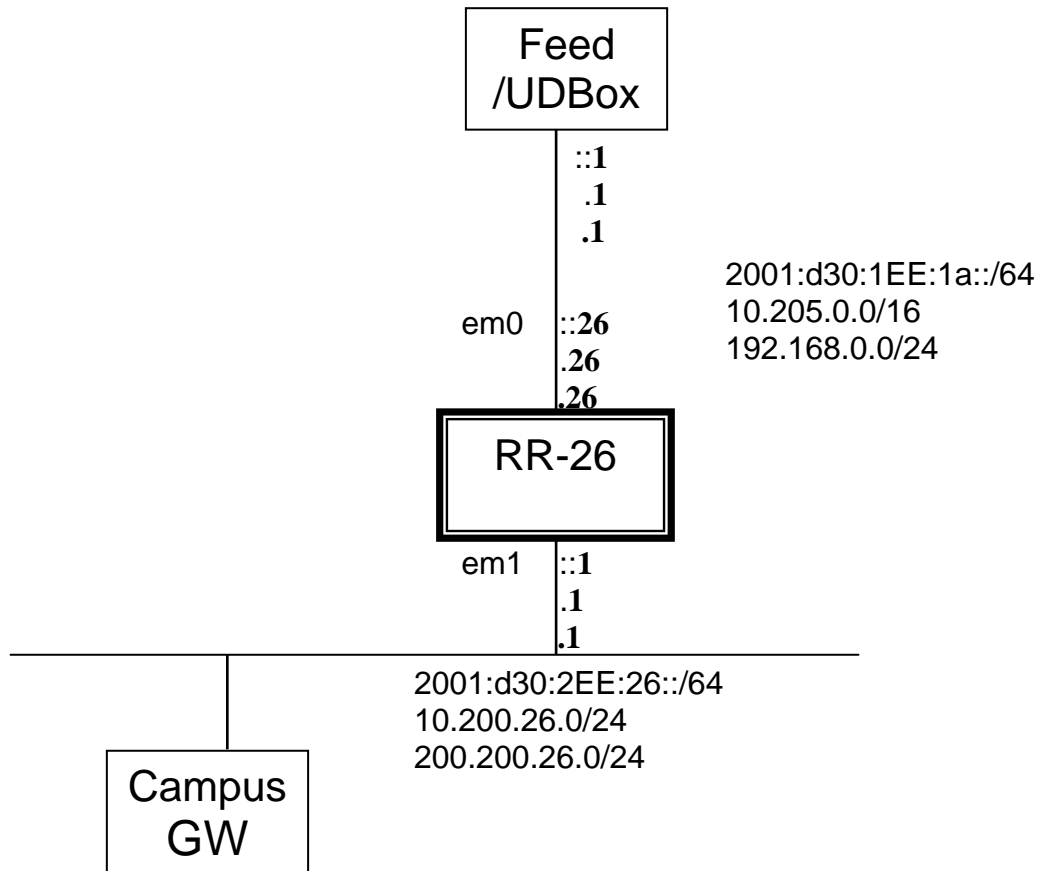 Feed
/UDBox
::1
.1
.1
2001:d30:1EE:1a::/64
10.205.0.0/16
192.168.0.0/24
em0
::26
.26
.26
RR-26
em1
::1
.1
.1
2001:d30:2EE:26::/64
10.200.26.0/24
200.200.26.0/24
Campus
GW